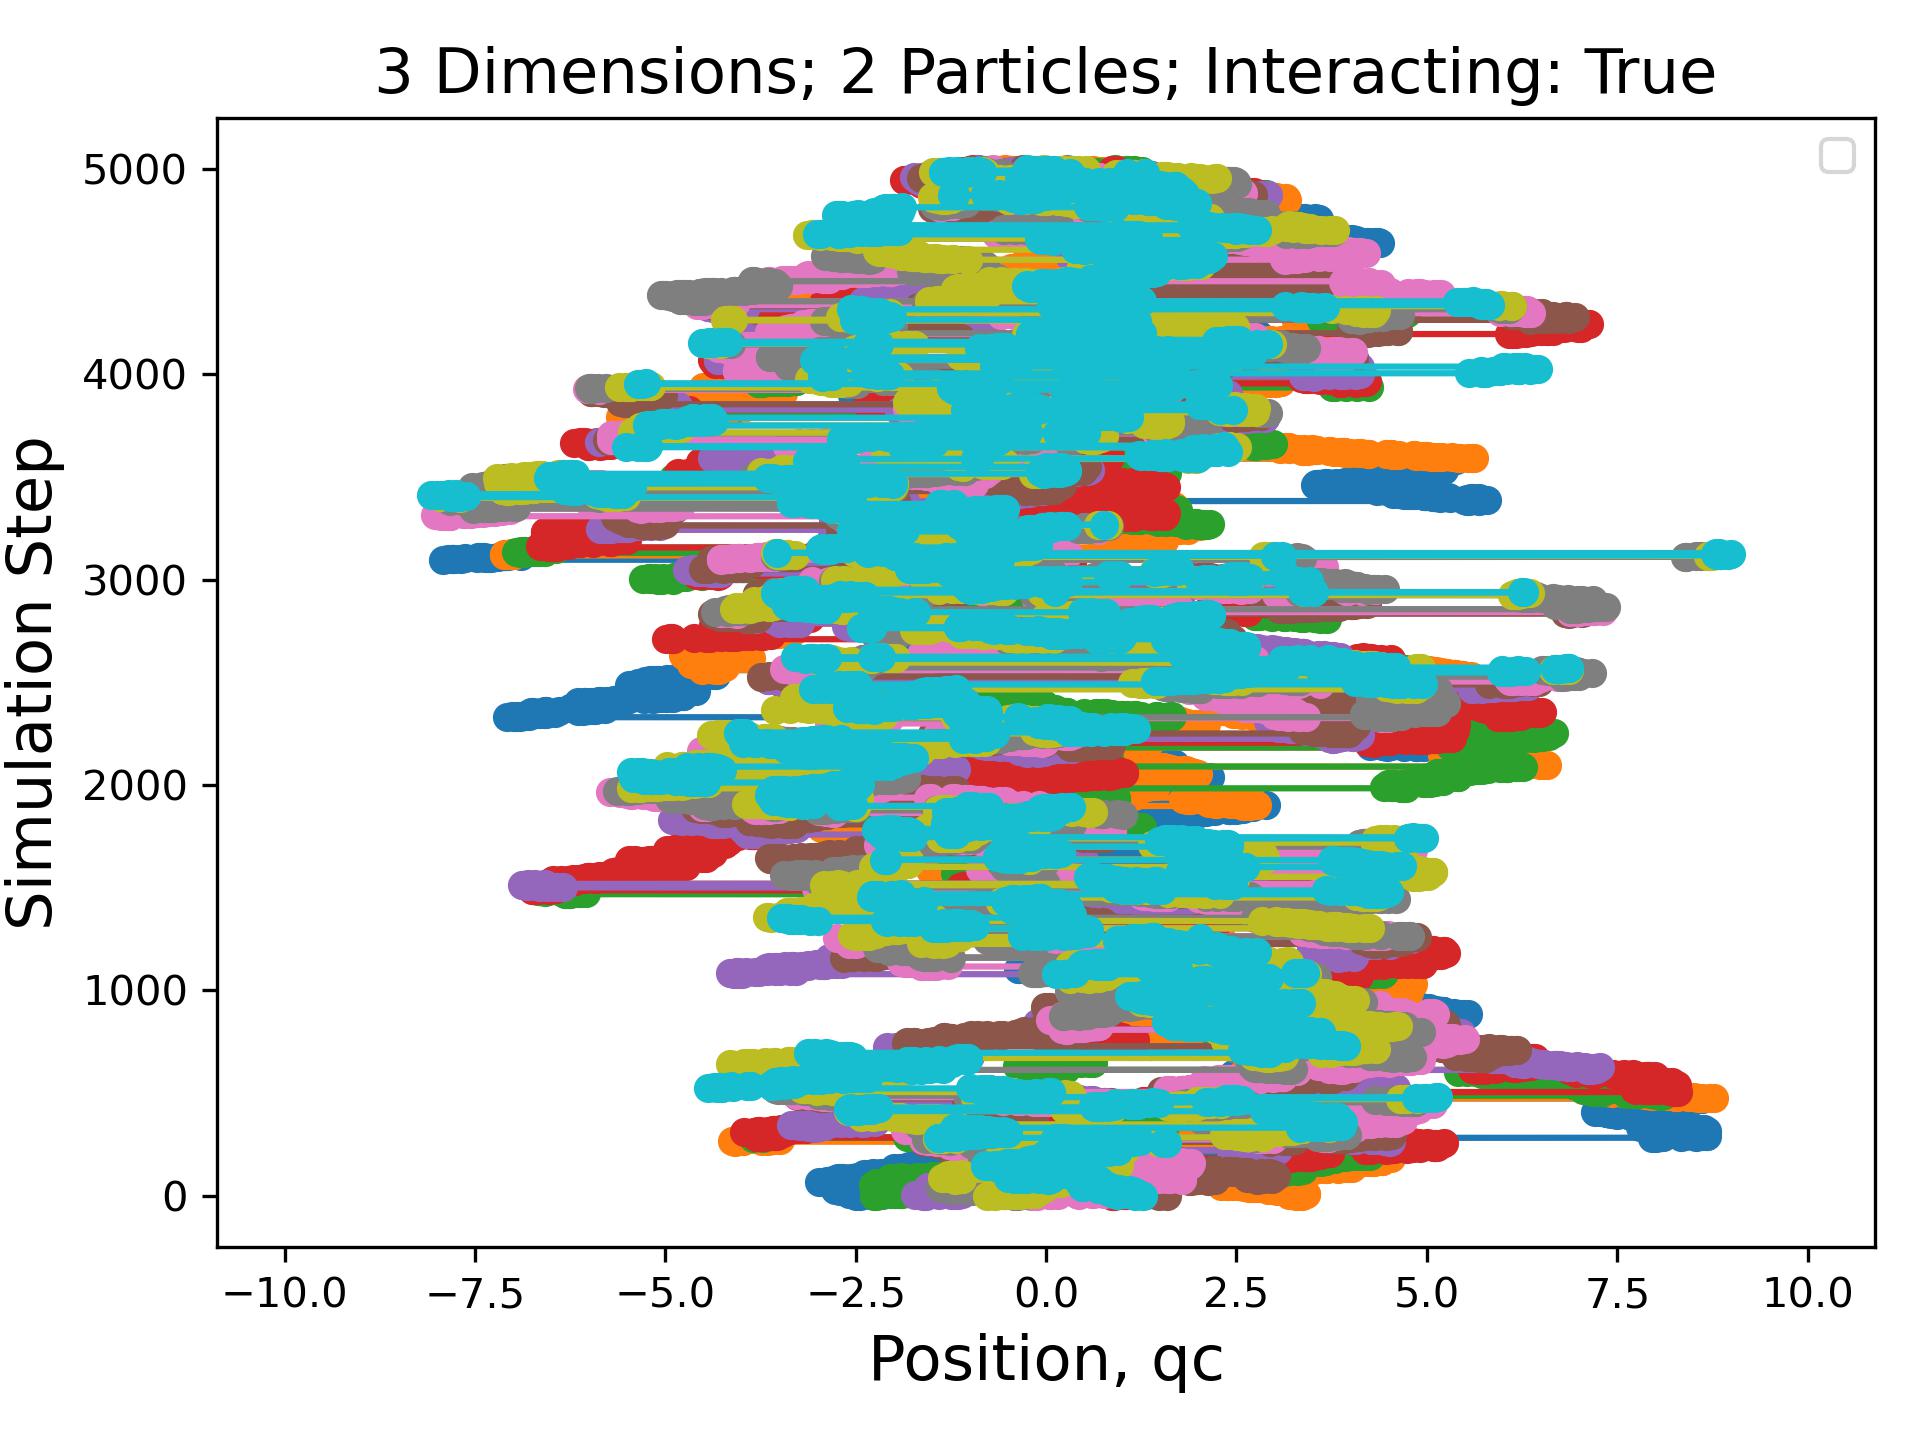 3 Dimensions; 2 Particles; Interacting: True
5000
4000
3000
2000
1000
0
Simulation Step
−10.0 −7.5 −5.0 −2.5 0.0 2.5 5.0 7.5 10.0
Position, qc